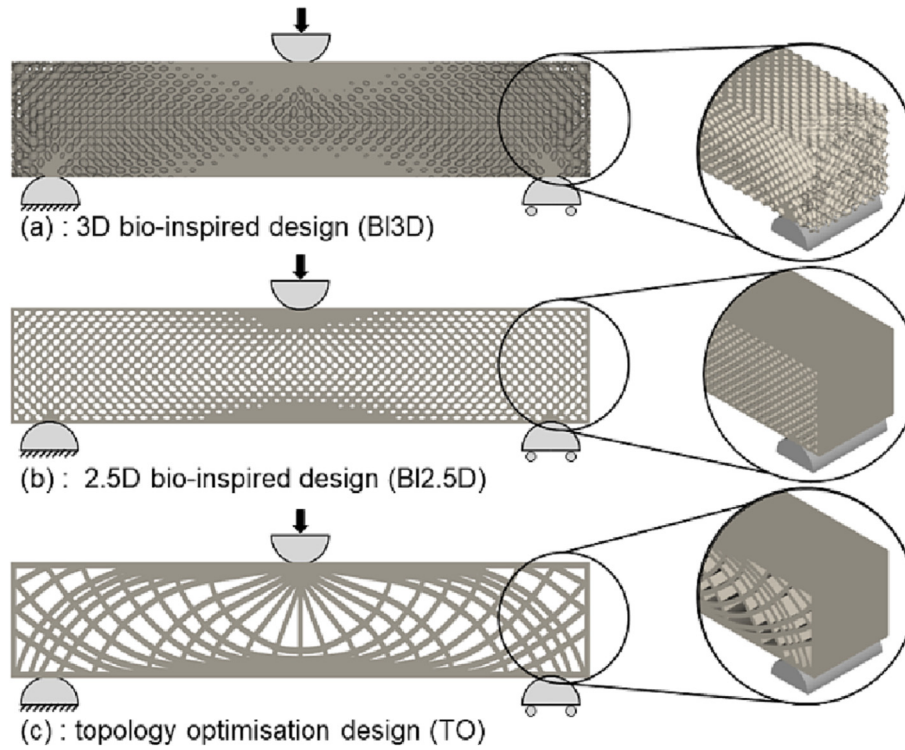 (a) : 3D bio-inspired design (BI3D)
(b) : 2.5D bio-inspired design (BI2.5D)
(c) : topology optimisation design (TO)